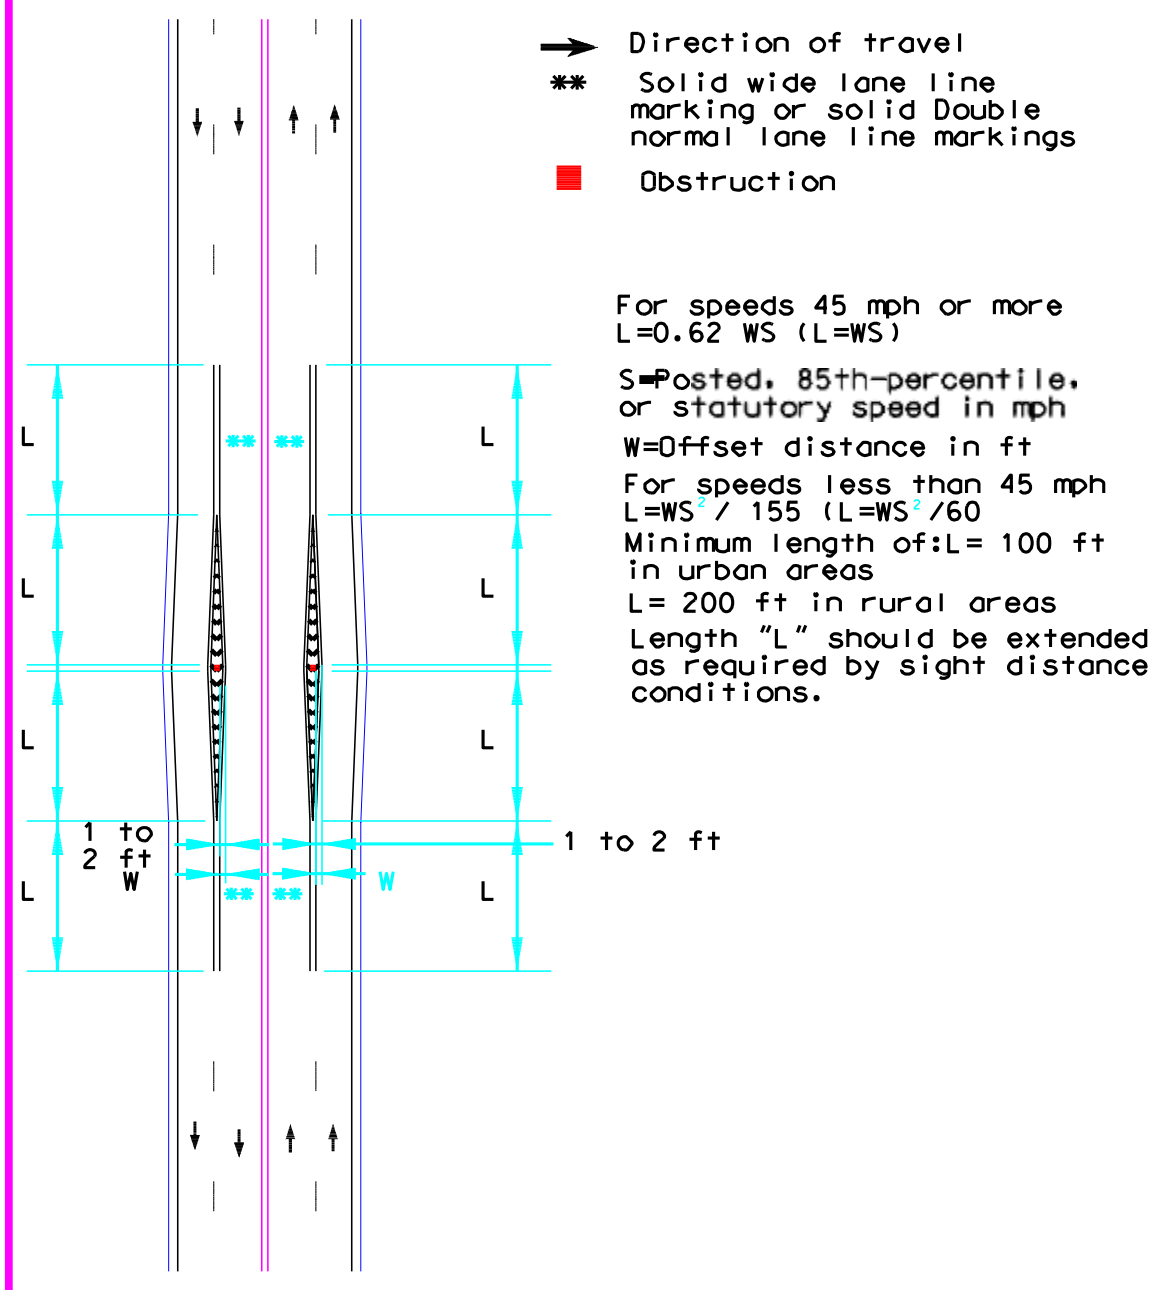 Direction of travel
** Solid wide lane line
marking or solid Double
normal lane line markings
Obstruction
For speeds 45 mph or more
L=0.62 WS (L=WS)
S=Posted, 85th-percentile,
or statutory speed in mph
W=Offset distance in ft
For speeds less than 45 mph
L=WS²/ 155 (L=WS²/60
Minimum length of:L= 100 ft
in urban areas
L= 200 ft in rural areas
Length "L" should be extended
as required by sight distance
conditions.
L
L
** **
L
L
L
L
1 to
2 ft
1 to 2 ft
W
W
L
L
** **